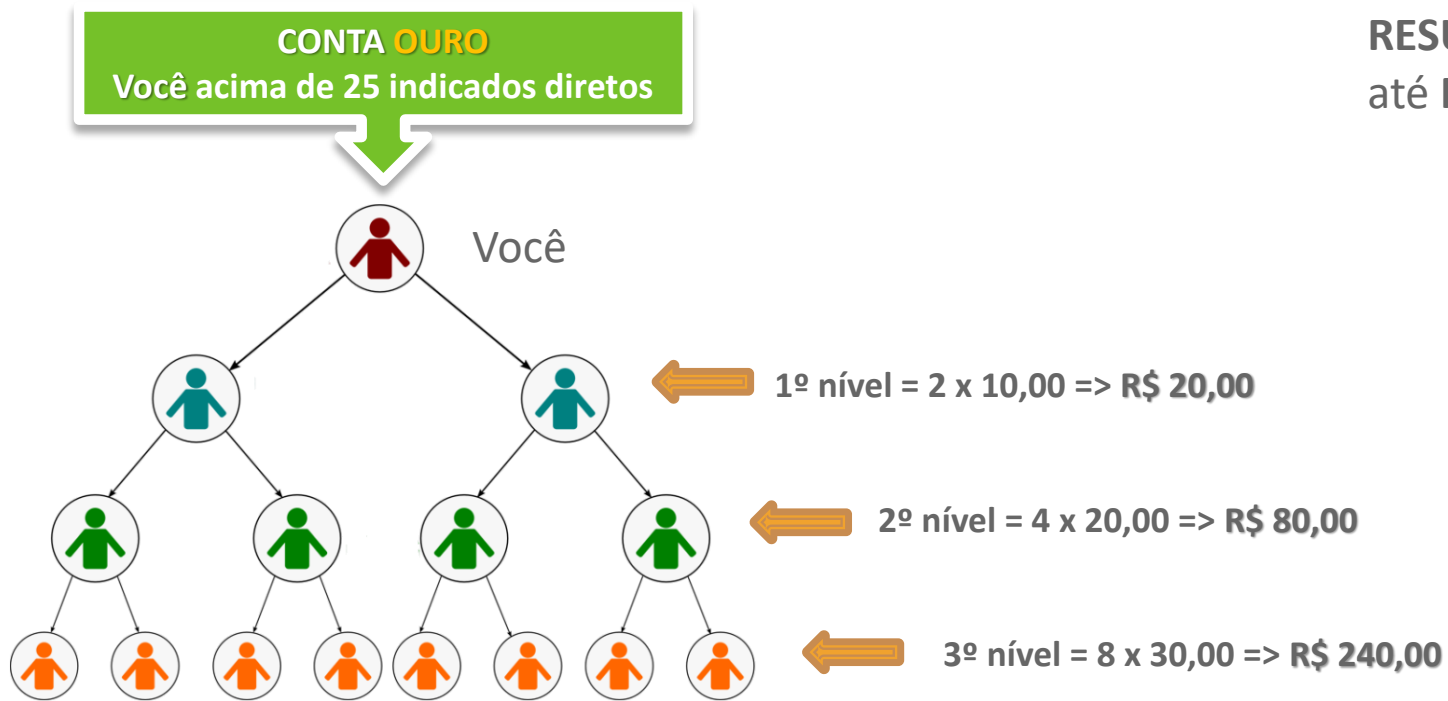 CONTA OURO
Você acima de 25 indicados diretos
até
Você
1º nível = 2 x 10,00 => R$ 20,00
2º nível = 4 x 20,00 => R$ 80,00
3º nível = 8 x 30,00 => R$ 240,00